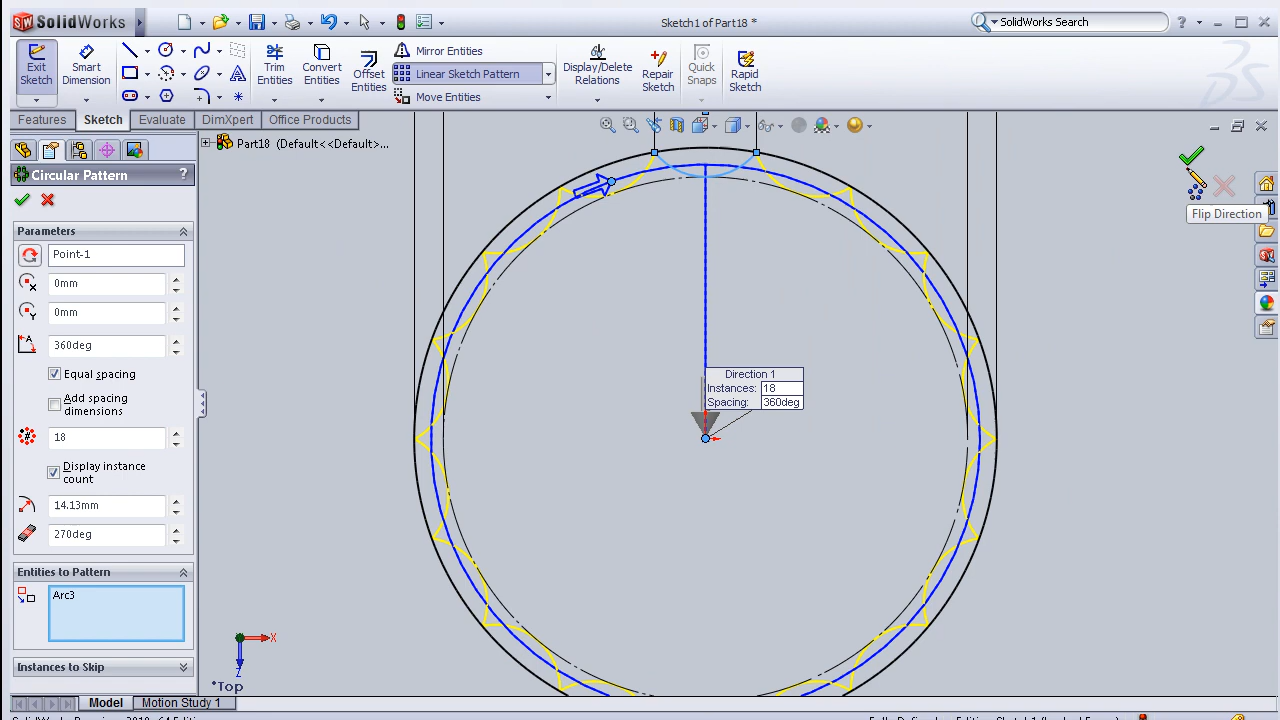 SolidWorks
Sketch1 of Part18 *
SolidWorks Search
?
Exit Sketch
Smart Dimension
Trim Entities
Convert Entities
Offset Entities
Mirror Entities
Linear Sketch Pattern
Move Entities
Display/Delete Relations
Repair Sketch
Quick Snaps
Rapid Sketch
Features
Sketch
Evaluate
DimXpert
Office Products
Part18 (Default<<Default>...
Circular Pattern
?
Parameters
Point-1
0mm
0mm
360deg
Equal spacing
Add spacing
dimensions
18
Display instance
count
14.13mm
270deg
Entities to Pattern
Arc3
Instances to Skip
Direction 1
Instances: 18
Spacing: 360deg
Flip Direction
X
Z
*Top
Model
Motion Study 1